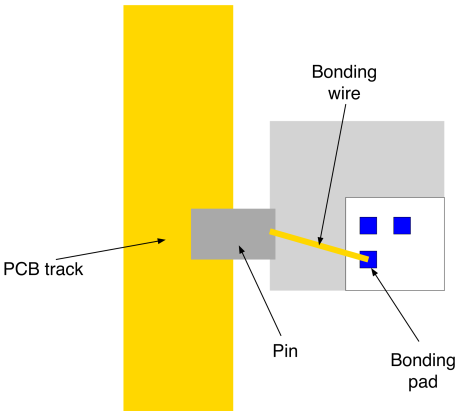 Bonding
wire
PCB track
Pin
Bonding
pad